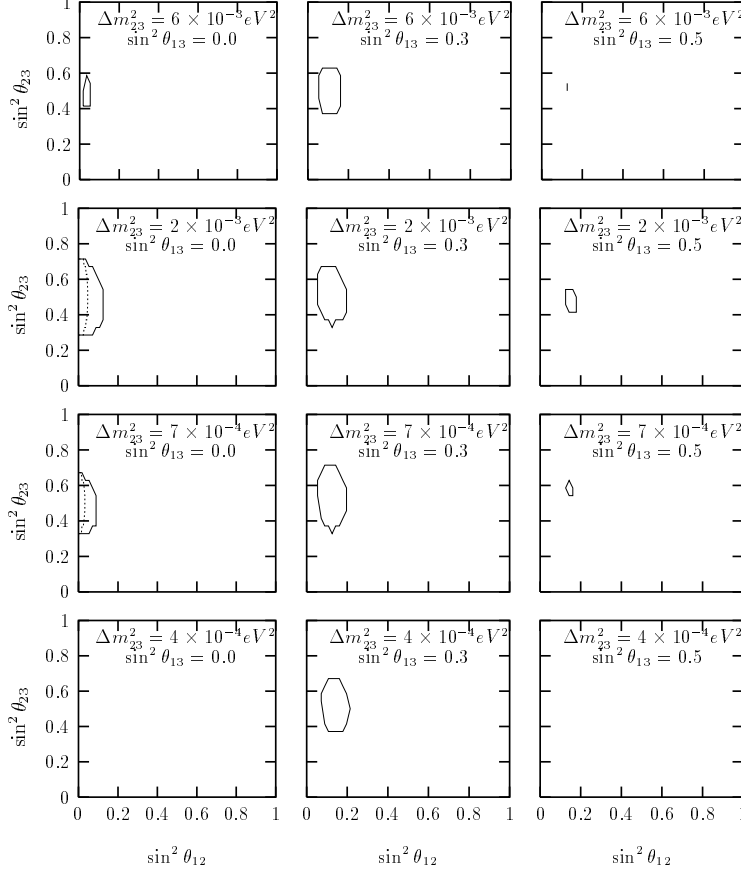 1
0.8
0.6
0.4
0.2
0
sin² θ₂₃
Δm²₂₃ = 6 × 10⁻³eV²
sin² θ₁₃ = 0.0
Δm²₂₃ = 6 × 10⁻³eV²
sin² θ₁₃ = 0.3
Δm²₂₃ = 6 × 10⁻³eV²
sin² θ₁₃ = 0.5
1
0.8
0.6
0.4
0.2
0
sin² θ₂₃
Δm²₂₃ = 2 × 10⁻³eV²
sin² θ₁₃ = 0.0
Δm²₂₃ = 2 × 10⁻³eV²
sin² θ₁₃ = 0.3
Δm²₂₃ = 2 × 10⁻³eV²
sin² θ₁₃ = 0.5
1
0.8
0.6
0.4
0.2
0
sin² θ₂₃
Δm²₂₃ = 7 × 10⁻⁴eV²
sin² θ₁₃ = 0.0
Δm²₂₃ = 7 × 10⁻⁴eV²
sin² θ₁₃ = 0.3
Δm²₂₃ = 7 × 10⁻⁴eV²
sin² θ₁₃ = 0.5
1
0.8
0.6
0.4
0.2
0
sin² θ₂₃
Δm²₂₃ = 4 × 10⁻⁴eV²
sin² θ₁₃ = 0.0
Δm²₂₃ = 4 × 10⁻⁴eV²
sin² θ₁₃ = 0.3
Δm²₂₃ = 4 × 10⁻⁴eV²
sin² θ₁₃ = 0.5
0 0.2 0.4 0.6 0.8 1
0 0.2 0.4 0.6 0.8 1
0 0.2 0.4 0.6 0.8 1
sin² θ₁₂
sin² θ₁₂
sin² θ₁₂